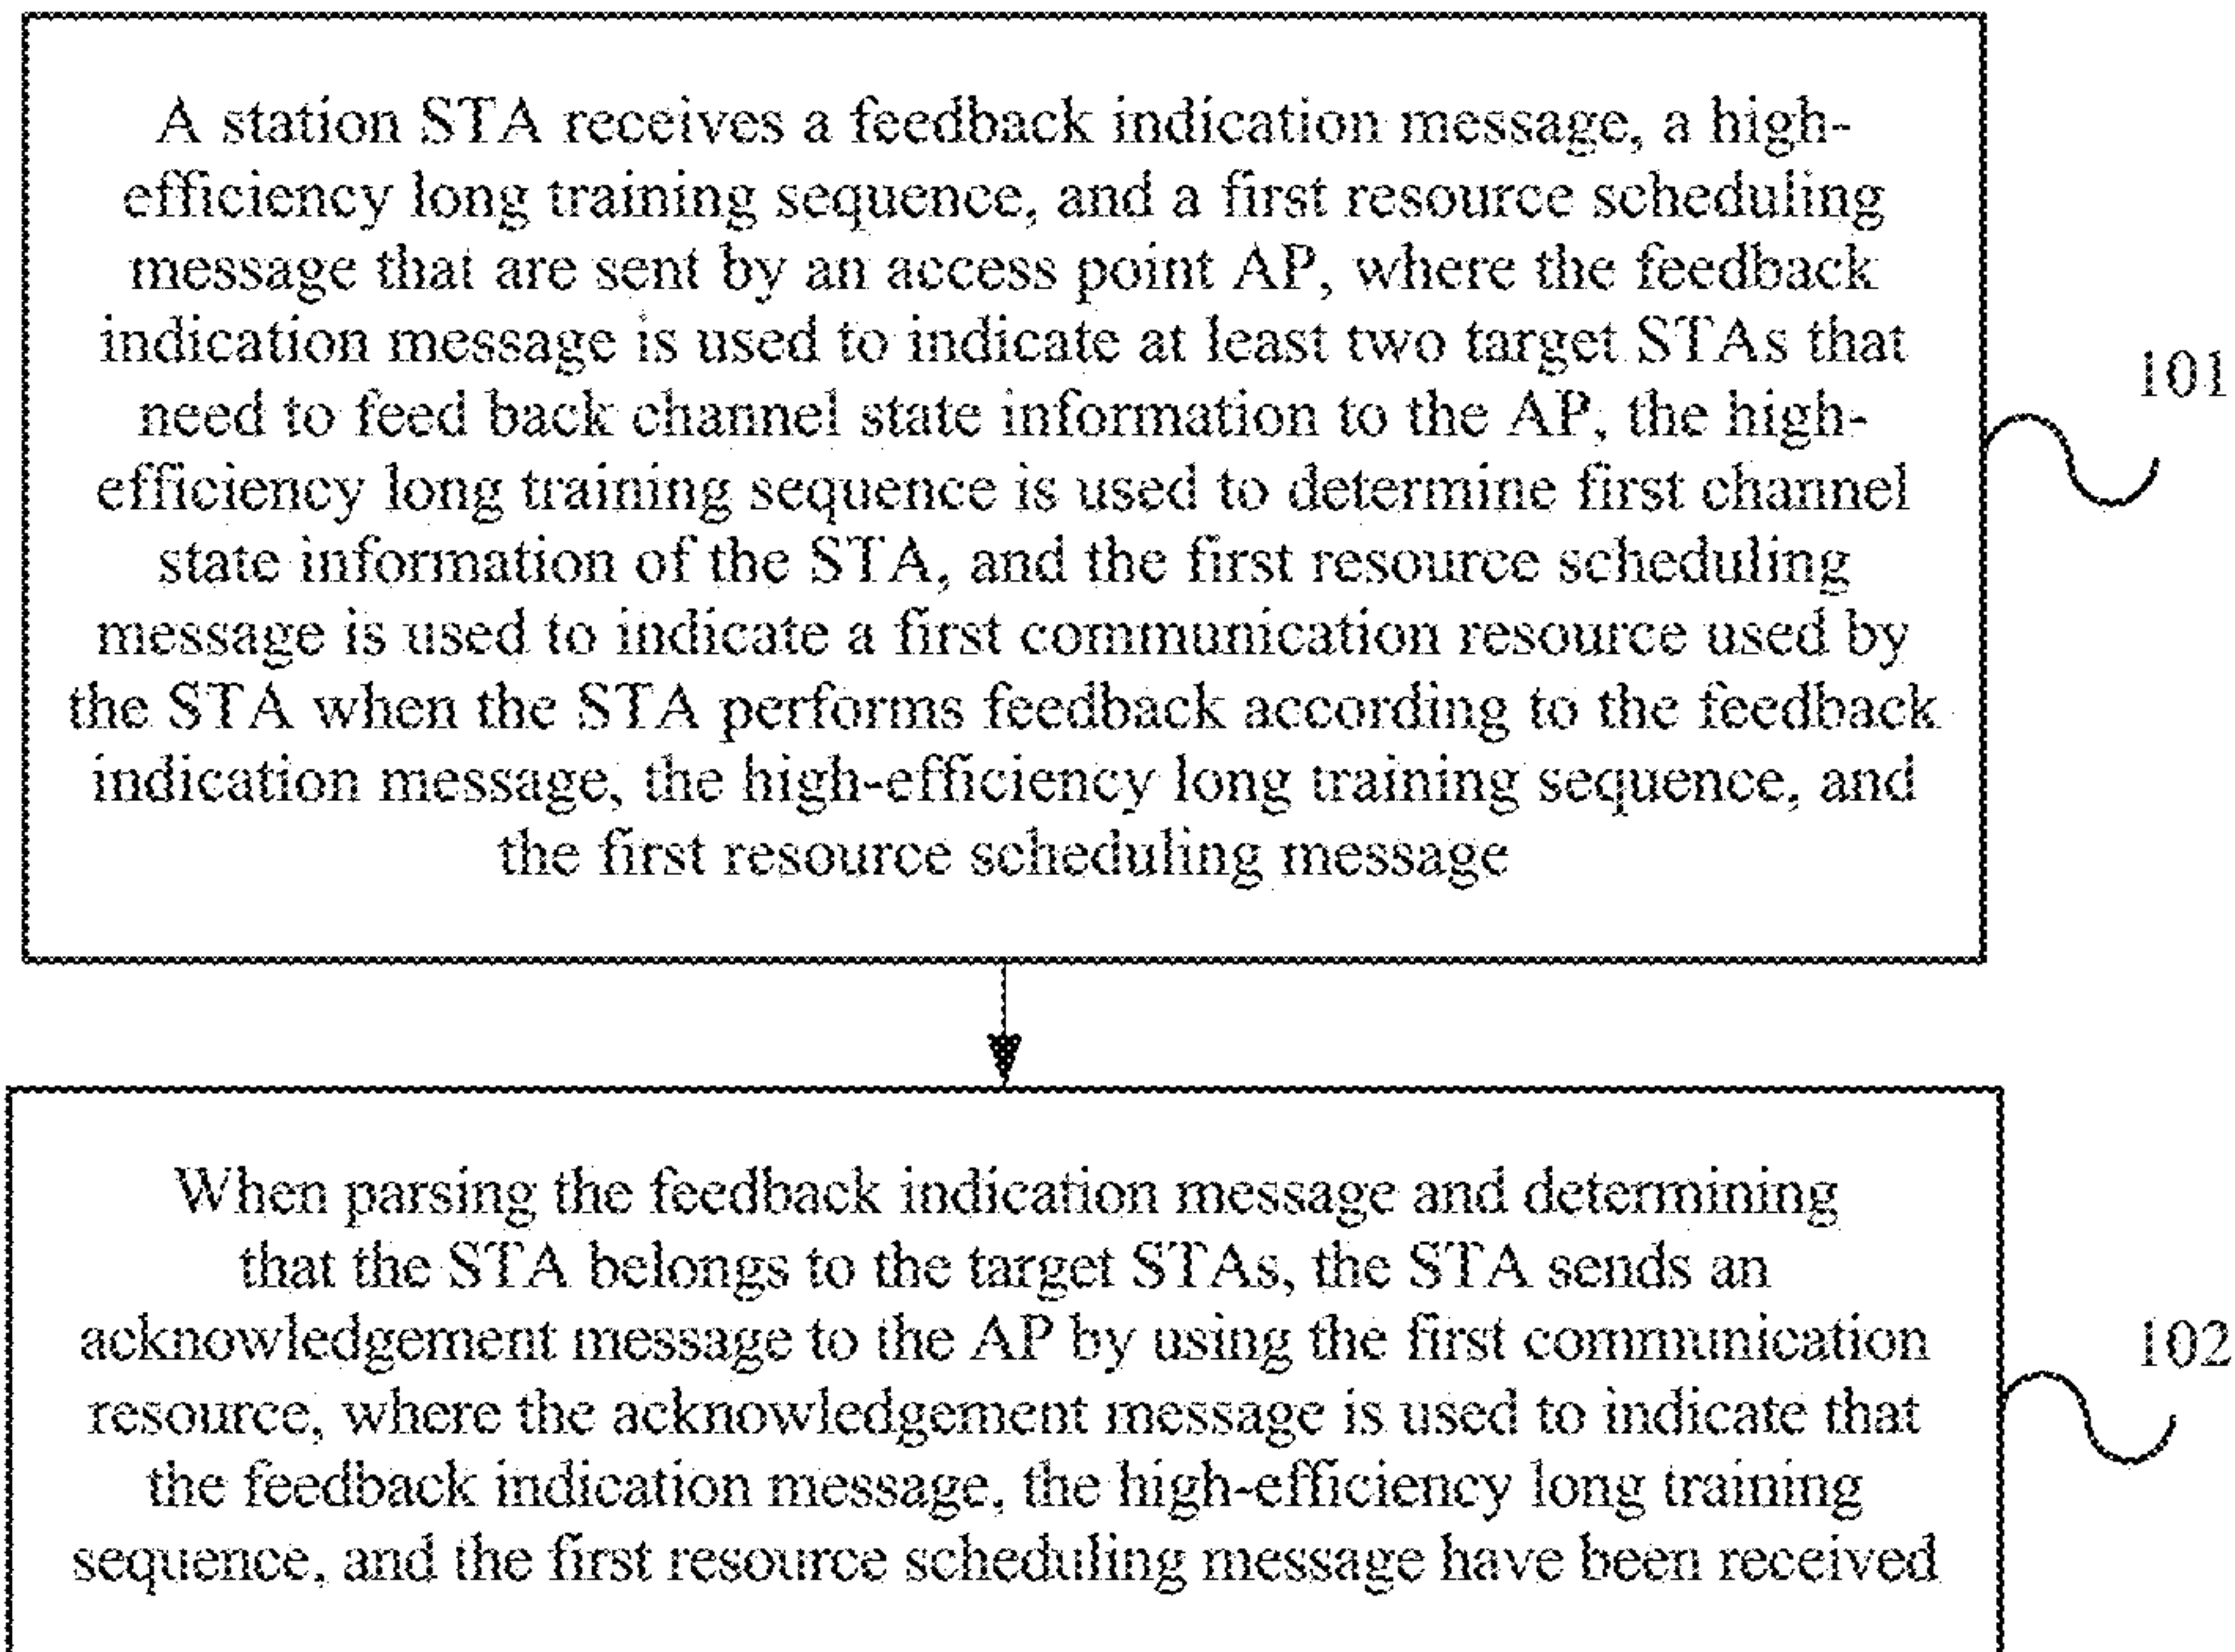 A station STA receives a feedback indication message, a high-
efficiency long training sequence, and a first resource scheduling
message that are sent by an access point AP, where the feedback
indication message is used to indicate at least two target STAs that
need to feed back channel state information to the AP, the high-
efficiency long training sequence is used to determine first channel
state information of the STA, and the first resource scheduling
message is used to indicate a first communication resource used by
the STA when the STA performs feedback according to the feedback
indication message, the high-efficiency long training sequence, and
the first resource scheduling message
101
When parsing the feedback indication message and determining
that the STA belongs to the target STAs, the STA sends an
acknowledgement message to the AP by using the first communication
resource, where the acknowledgement message is used to indicate that
the feedback indication message, the high-efficiency long training
sequence, and the first resource scheduling message have been received
102